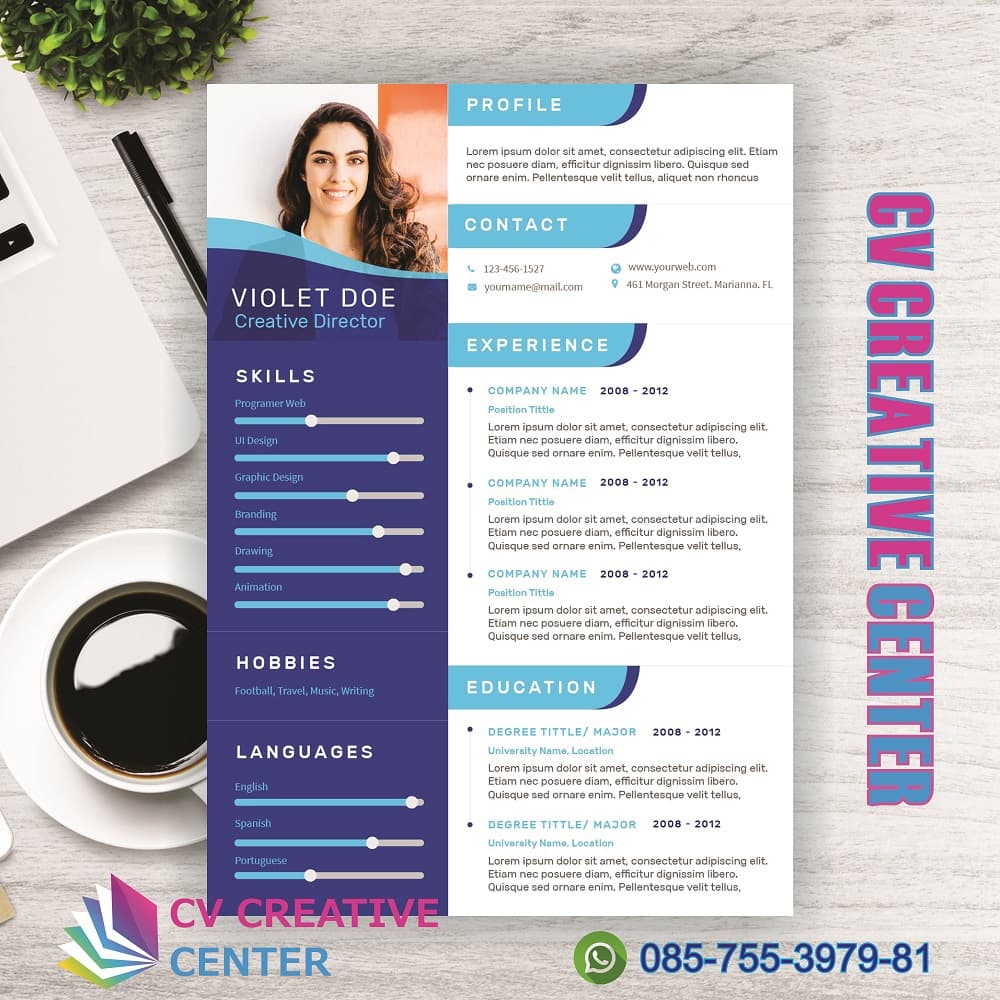 VIOLET DOE
Creative Director
SKILLS
Programer Web
UI Design
Graphic Design
Branding
Drawing
Animation
HOBBIES
Football, Travel, Music, Writing
LANGUAGES
English
Spanish
Portuguese
PROFILE
Lorem ipsum dolor sit amet, consectetur adipiscing elit. Etiam
nec posuere diam, efficitur dignissim libero. Quisque sed
ornare enim. Pellentesque velit tellus, aliquet non rhoncus
CONTACT
123-456-1527
yourname@mail.com
www.yourweb.com
461 Morgan Street. Marianna. FL
EXPERIENCE
COMPANY NAME 2008 - 2012
Position Tittle
Lorem ipsum dolor sit amet, consectetur adipiscing elit.
Etiam nec posuere diam, efficitur dignissim libero.
Quisque sed ornare enim. Pellentesque velit tellus,
COMPANY NAME 2008 - 2012
Position Tittle
Lorem ipsum dolor sit amet, consectetur adipiscing elit.
Etiam nec posuere diam, efficitur dignissim libero.
Quisque sed ornare enim. Pellentesque velit tellus,
COMPANY NAME 2008 - 2012
Position Tittle
Lorem ipsum dolor sit amet, consectetur adipiscing elit.
Etiam nec posuere diam, efficitur dignissim libero.
Quisque sed ornare enim. Pellentesque velit tellus,
EDUCATION
DEGREE TITTLE/ MAJOR 2008 - 2012
University Name, Location
Lorem ipsum dolor sit amet, consectetur adipiscing elit.
Etiam nec posuere diam, efficitur dignissim libero.
Quisque sed ornare enim. Pellentesque velit tellus,
DEGREE TITTLE/ MAJOR 2008 - 2012
University Name, Location
Lorem ipsum dolor sit amet, consectetur adipiscing elit.
Etiam nec posuere diam, efficitur dignissim libero.
Quisque sed ornare enim. Pellentesque velit tellus,
CV CREATIVE CENTER
CV CREATIVE
CENTER
085-755-3979-81